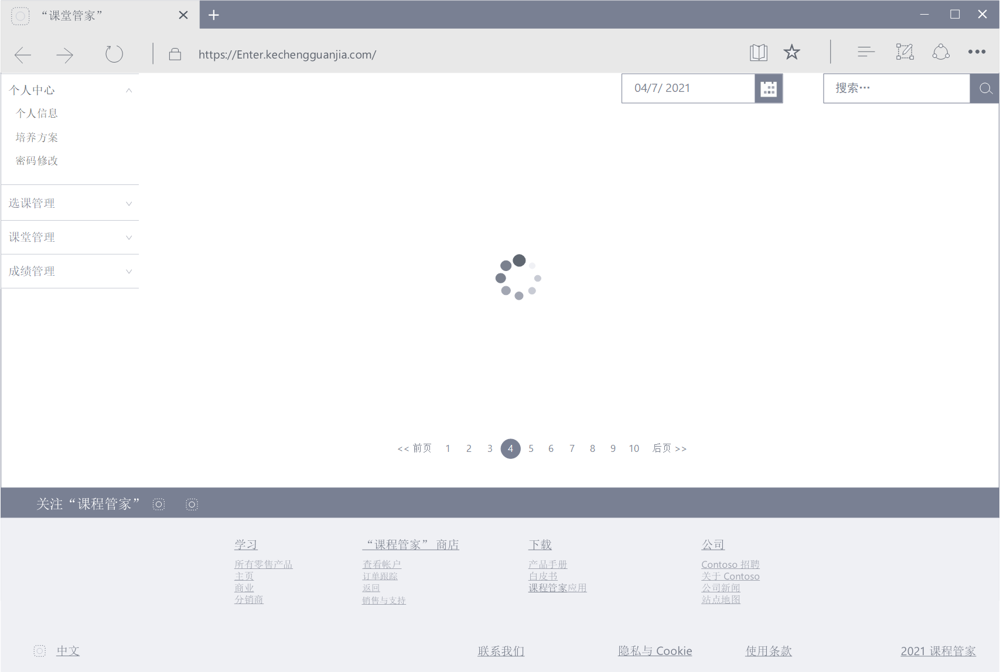 “课堂管家”
https://Enter.kechengguanjia.com/
04/7/ 2021
搜索…
个人中心
个人信息
培养方案
密码修改
选课管理
课堂管理
成绩管理
<< 前页 1 2 3 4 5 6 7 8 9 10 后页 >>
关注“课程管家”
学习
所有零售产品
主页
商业
分销商
“课程管家” 商店
查看帐户
订单跟踪
返回
销售与支持
下载
产品手册
白皮书
课程管家应用
公司
Contoso 招聘
关于 Contoso
公司新闻
站点地图
中文
联系我们
隐私与 Cookie
使用条款
2021 课程管家